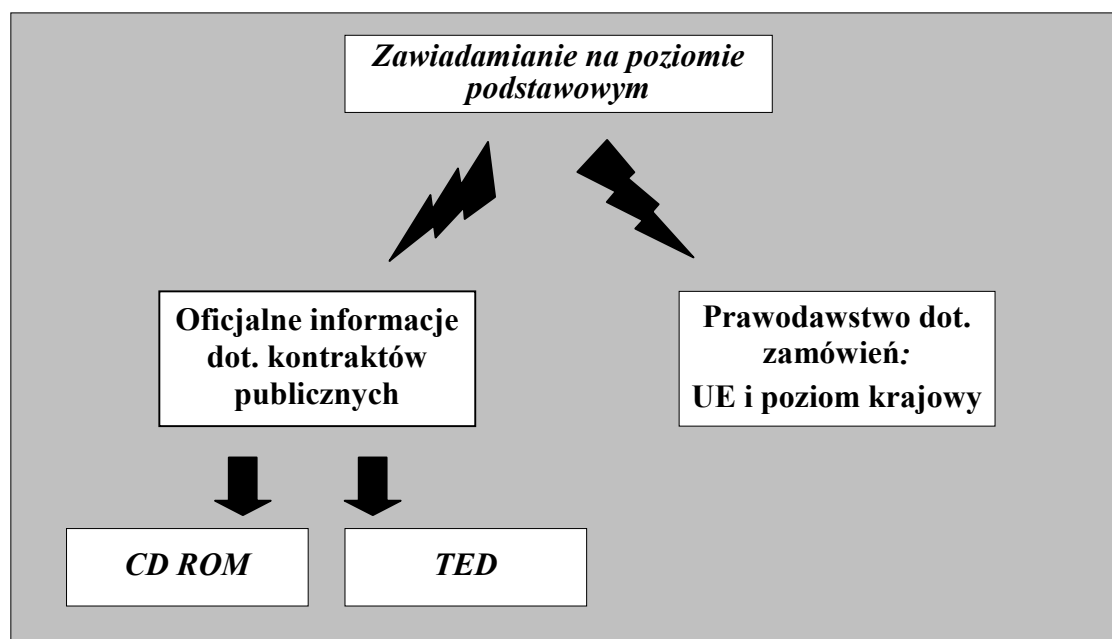 Zawiadamianie na poziomie
podstawowym
Oficjalne informacje
dot. kontraktów
publicznych
Prawodawstwo dot.
zamówień:
UE i poziom krajowy
CD ROM
TED